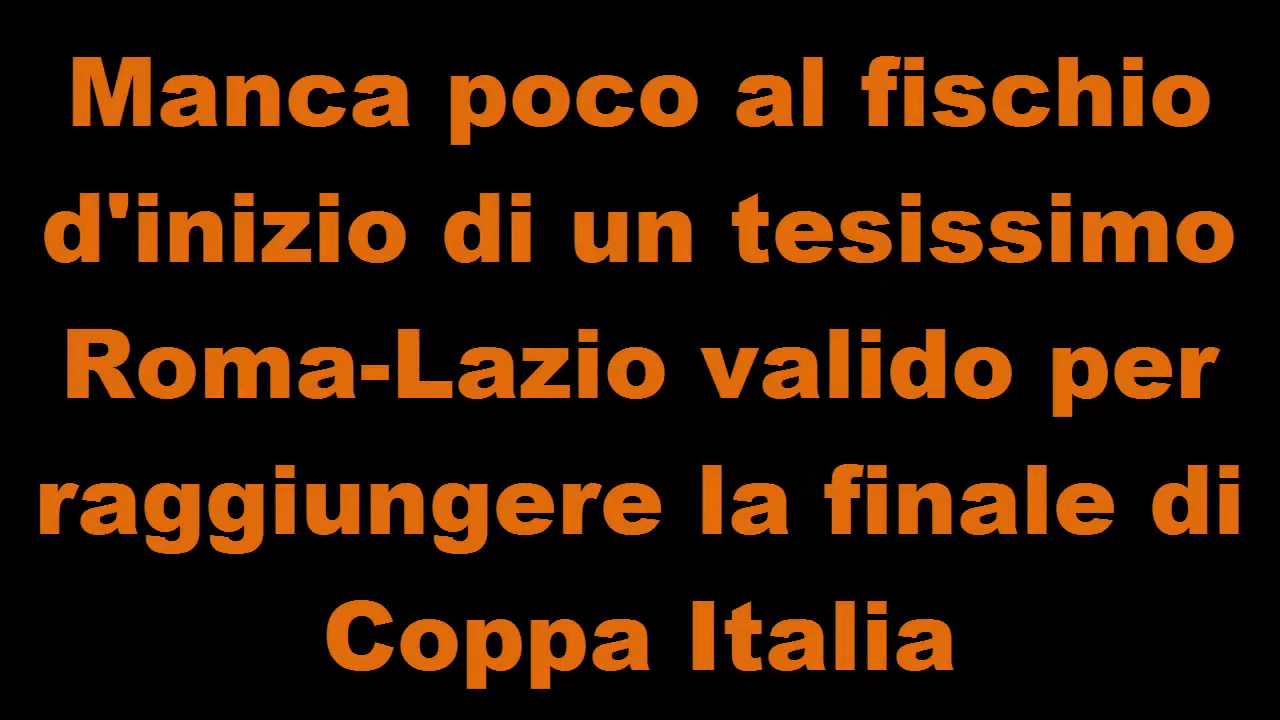 Manca poco al fischio
d'inizio di un tesissimo
Roma-Lazio valido per
raggiungere la finale di
Coppa Italia